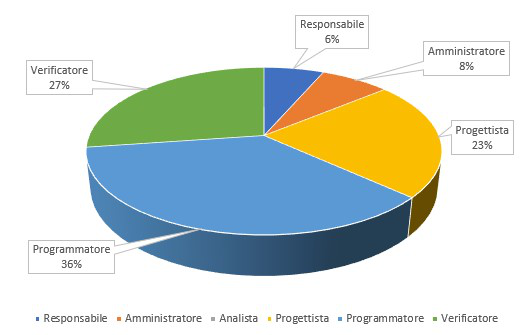 Responsabile
6%
Amministratore
8%
Verificatore
27%
Progettista
23%
Programmatore
36%
Responsabile Amministratore Analista Progettista Programmatore Verificatore